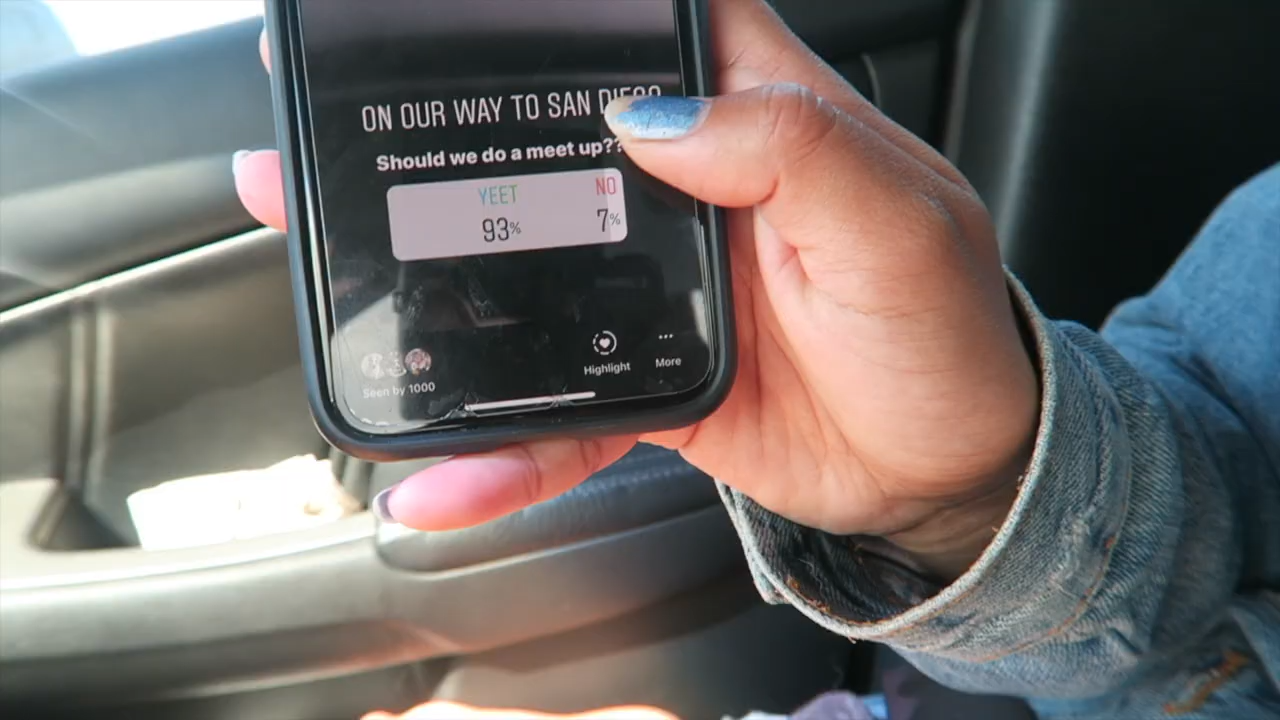 ON OUR WAY TO SAN DIEGO
Should we do a meet up??
YEET NO
93% 7%
Seen by 1000
Highlight
More